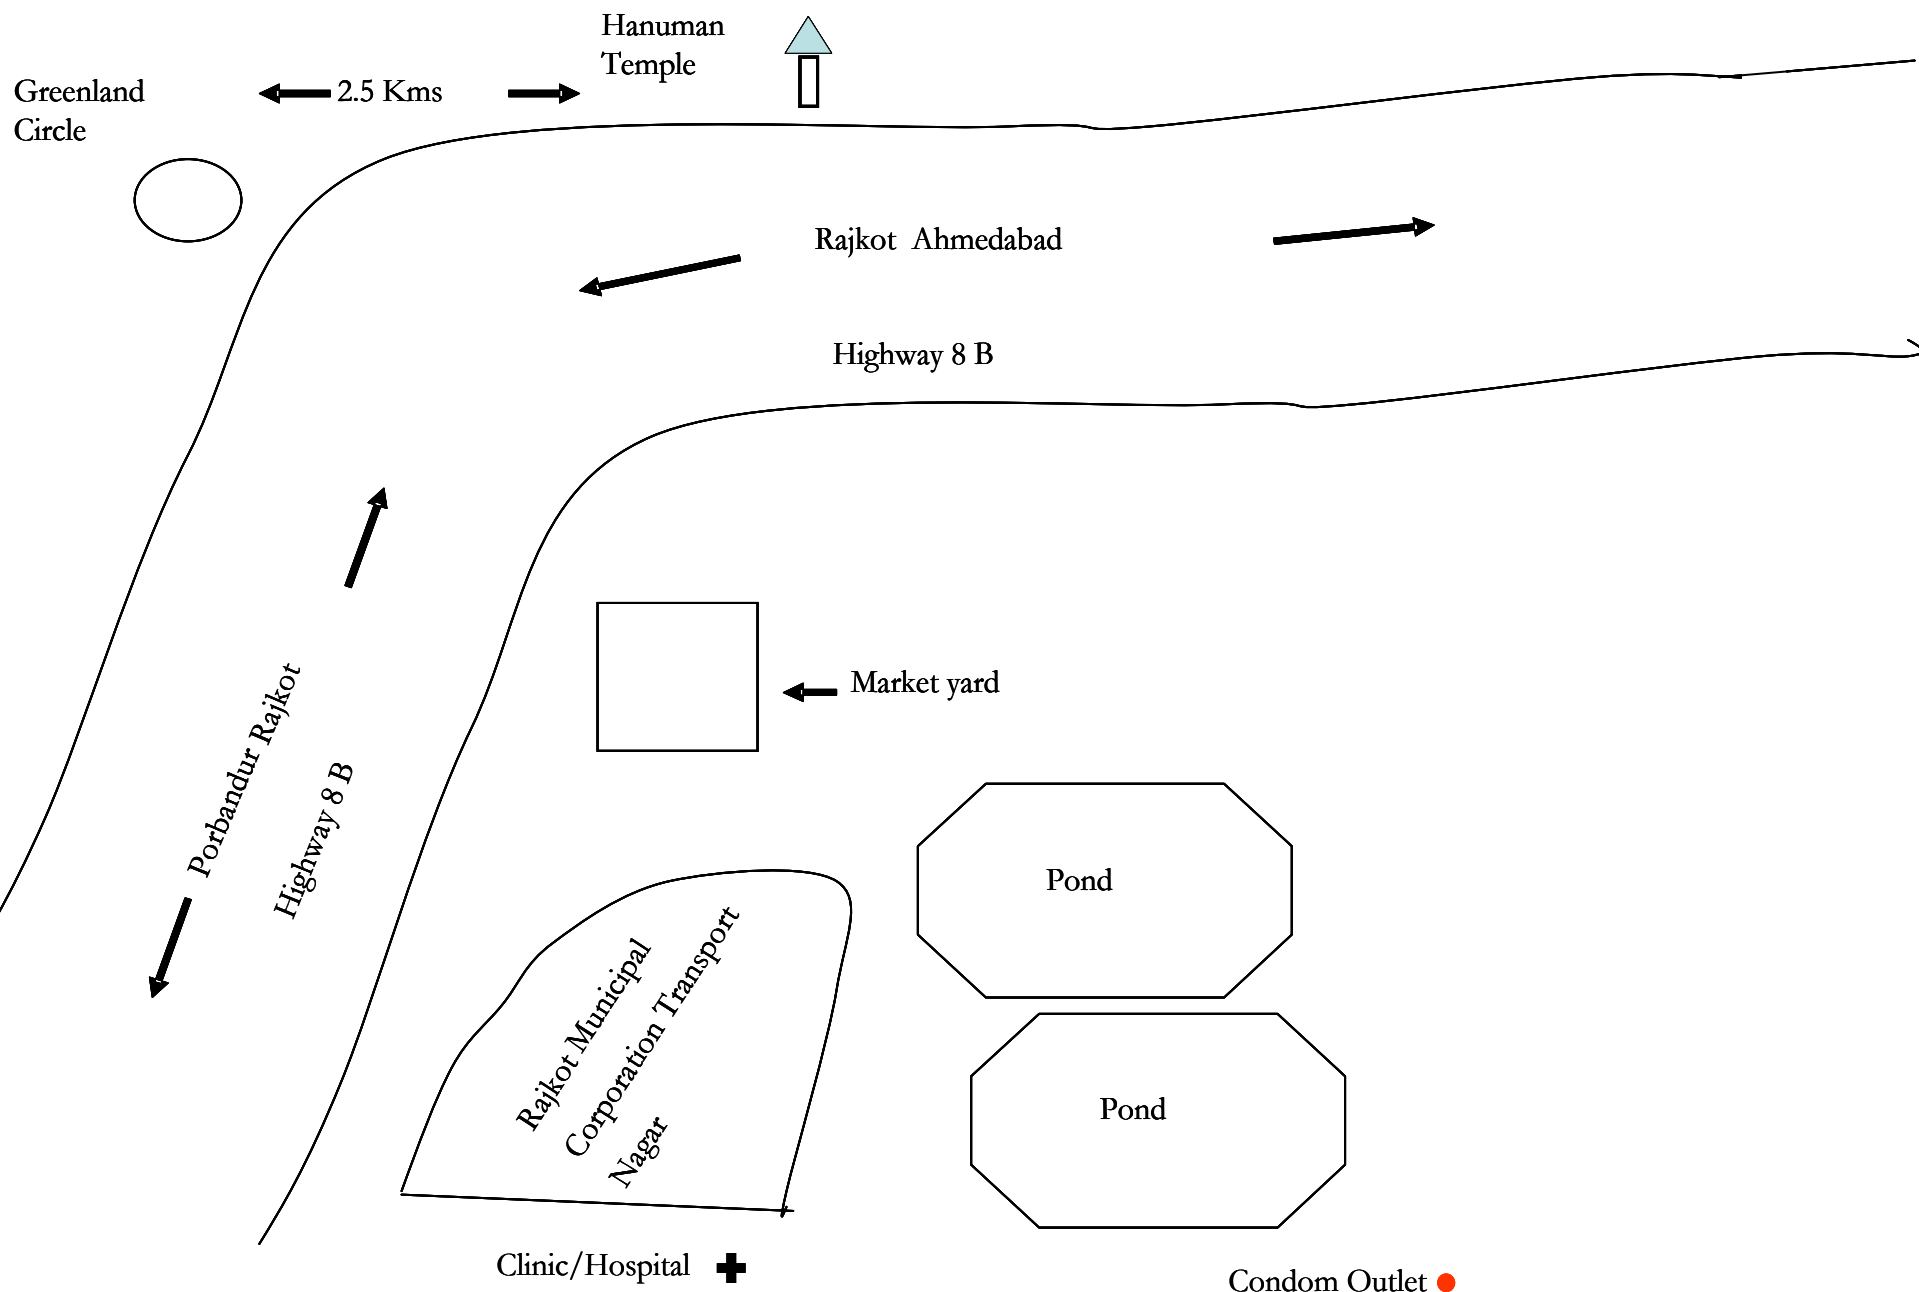 Hanuman
Temple
Greenland
Circle
2.5 Kms
Rajkot Ahmedabad
Highway 8 B
Porbandur Rajkot
Highway 8 B
Market yard
Pond
Rajkot Municipal
Corporation Transport
Nagar
Pond
Clinic/Hospital
Condom Outlet